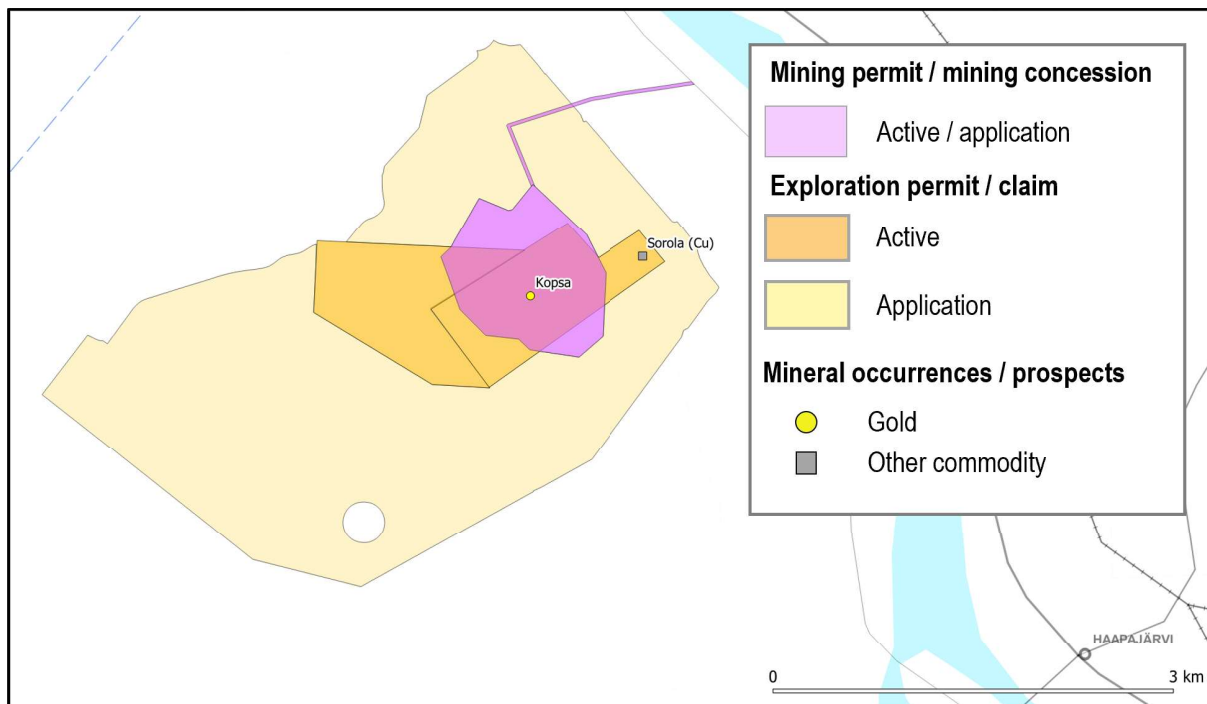 Mining permit / mining concession
Active / application
Exploration permit / claim
Active
Application
Mineral occurrences / prospects
Gold
Other commodity
Sorola (Cu)
Kopsa
HAAPAJÄRVI
0 3 km